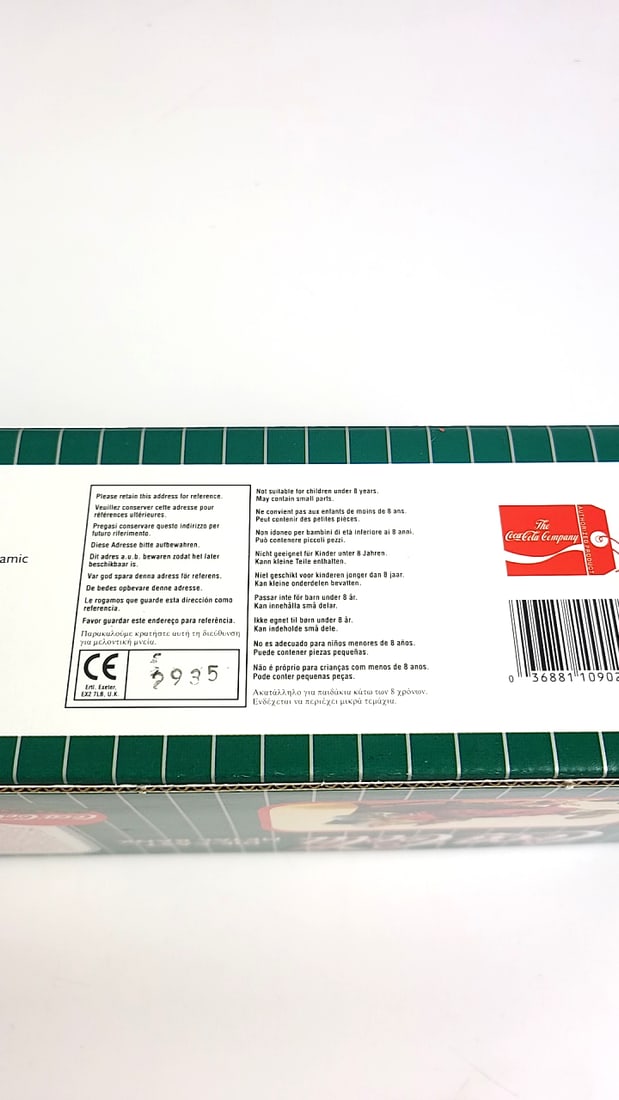 amic
Please retain this address for reference.
Veuillez conserver cette adresse pour
références ultérieures.
Pregasi conservare questo indirizzo per
futuro riferimento.
Diese Adresse bitte aufbewahren.
Dit adres a.u.b. bewaren zodat het later
beschikbaar is.
Var god spara denna adress för referens.
De bedes opbevare denne adresse.
Le rogamos que guarde esta dirección como
referencia.
Favor guardar este endereço para referência.
Παρακαλούμε κρατήστε αυτή τη διεύθυνση
για μελοντική μνεία.
CE
Ertl, Exeter,
EX2 7LB, U.K.
5935
Not suitable for children under 8 years.
May contain small parts.
Ne convient pas aux enfants de moins de 8 ans.
Peut contenir des petites pièces.
Non idoneo per bambini di età inferiore ai 8 anni.
Può contenere piccoli pezzi.
Nicht geeignet für Kinder unter 8 Jahren.
Kann kleine Teile enthalten.
Niet geschikt voor kinderen jonger dan 8 jaar.
Kan kleine onderdelen bevatten.
Passar inte för barn under 8 år.
Kan innehålla små delar.
Ikke egnet til børn under 8 år.
Kan indeholde små dele.
No es adecuado para niños menores de 8 años.
Puede contener piezas pequeñas.
Não é próprio para crianças com menos de 8 anos.
Pode conter pequenas peças.
Ακατάλληλο για παιδάκια κάτω των 8 χρόνων.
Ενδέχεται να περιέχει μικρά τεμάχια.
The
Coca-Cola Company
AUTHORIZED PRODUCT
0 36881 10902